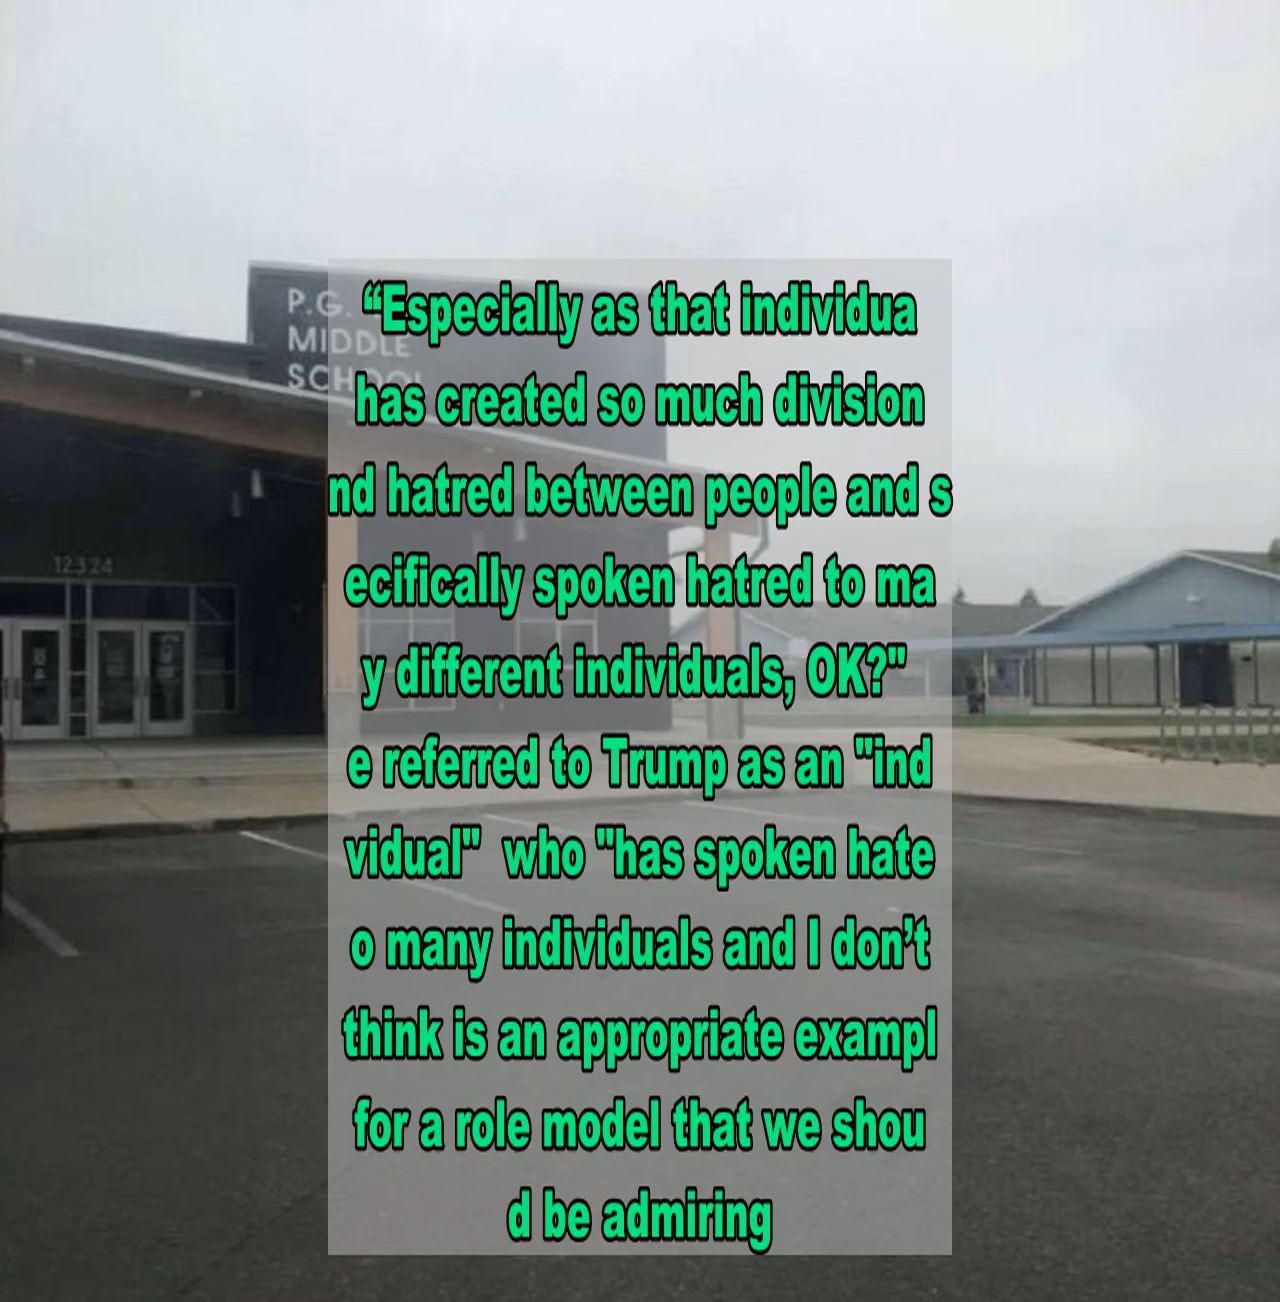 P.G.
MIDDLE
SCHOOL
12324
“Especially as that individua
has created so much division
nd hatred between people and s
ecifically spoken hatred to ma
y different individuals, OK?"
e referred to Trump as an "ind
vidual"  who "has spoken hate
o many individuals and I don’t
think is an appropriate exampl
for a role model that we shou
d be admiring